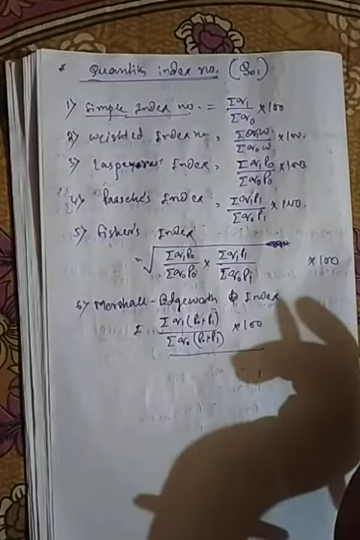 * Quantity index no. (Q01)
1) Simple Index no. = Σq1/Σq0 × 100
2) Weighted Index no. = Σq1w/Σq0w × 100.
3) Laspeyres' Index = Σq1P0/Σq0P0 × 100
4) Paasche's Index = Σq1P1/Σq0P1 × 100.
5) Fisher's Index
= √(Σq1P0/Σq0P0 × Σq1P1/Σq0P1) × 100
6) Marshall-Edgeworth Index
= Σq1(P0+P1)/Σq0(P0+P1) × 100